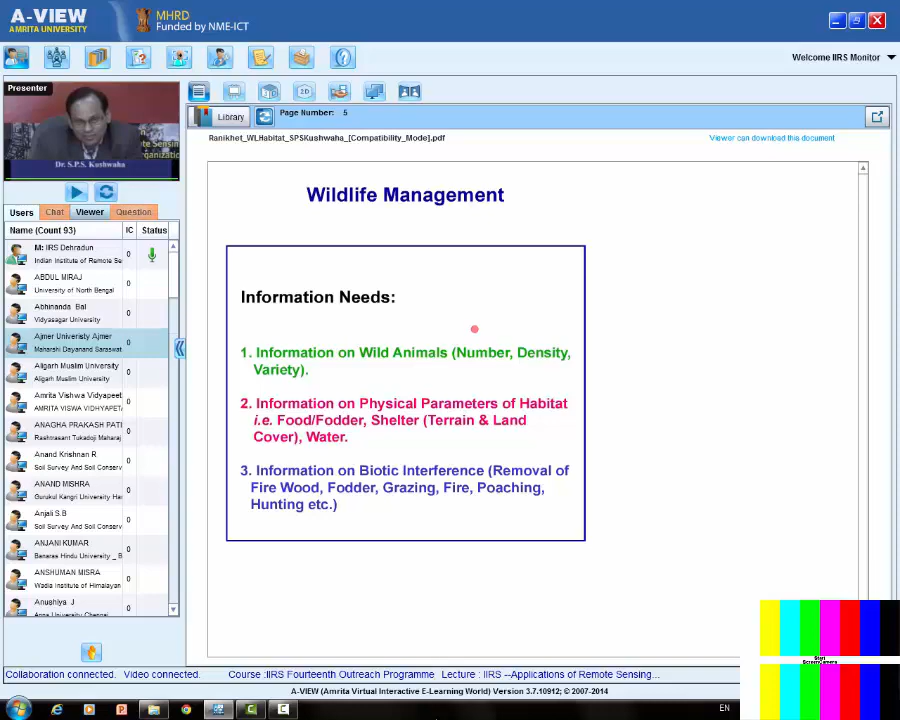 A-VIEW
AMRITA UNIVERSITY
MHRD
Funded by NME-ICT
Welcome IIRS Monitor
Presenter
Dr. S.P.S. Kushwaha
Library
Page Number: 5
Ranikhet_WLHabitat_SPSKushwaha_[Compatibility_Mode].pdf
Viewer can download this document
Users
Chat
Viewer
Question
Name (Count 93)
IC
Status
M: IIRS Dehradun
Indian Institute of Remote Se
0
ABDUL MIRAJ
University of North Bengal
0
Abhinanda Bal
Vidyasagar University
0
Ajmer Univeristy Ajmer
Maharshi Dayanand Saraswat
0
Aligarh Muslim University
Aligarh Muslim University
0
Amrita Vishwa Vidyapeet
AMRITA VISWA VIDHYAPET
0
ANAGHA PRAKASH PATI
Rashtrasant Tukadoji Maharaj
0
Anand Krishnan R
Soil Survey And Soil Conserv
0
ANAND MISHRA
Gurukul Kangri University Ha
0
Anjali S.B
Soil Survey And Soil Conserv
0
ANJANI KUMAR
Banaras Hindu University _ B
0
ANSHUMAN MISRA
Wadia Institute of Himalayan
0
Anushiya J
Anna University Chennai
0
Wildlife Management
Information Needs:
1. Information on Wild Animals (Number, Density,
Variety).
2. Information on Physical Parameters of Habitat
i.e. Food/Fodder, Shelter (Terrain & Land
Cover), Water.
3. Information on Biotic Interference (Removal of
Fire Wood, Fodder, Grazing, Fire, Poaching,
Hunting etc.)
Start
ScreenCamera
Collaboration connected. Video connected.
Course :IIRS Fourteenth Outreach Programme
Lecture : IIRS --Applications of Remote Sensing...
A-VIEW (Amrita Virtual Interactive E-Learning World) Version 3.7.10912; © 2007-2014
EN